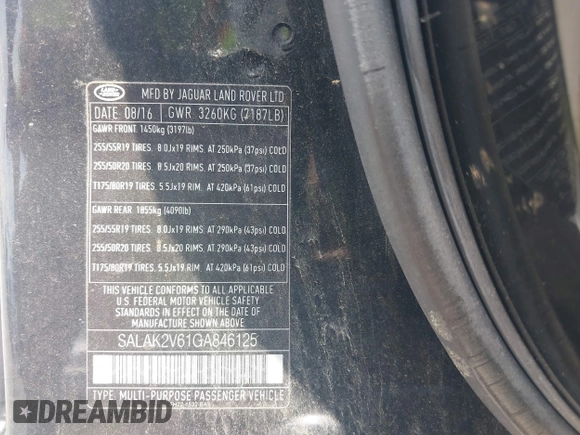 LAND ROVER
MFD BY JAGUAR LAND ROVER LTD
DATE 08/16 GWR 3260KG (7187LB)
GAWR FRONT 1450kg (3197lb)
255/55R19 TIRES. 8.0Jx19 RIMS. AT 250kPa (37psi) COLD
255/50R20 TIRES. 8.5Jx20 RIMS. AT 250kPa (37psi) COLD
T175/80R19 TIRES. 5.5Jx19 RIM. AT 420kPa (61psi) COLD
GAWR REAR 1855kg (4090lb)
255/55R19 TIRES. 8.0Jx19 RIMS. AT 290kPa (43psi) COLD
255/50R20 TIRES. 8.5Jx20 RIMS. AT 290kPa (43psi) COLD
T175/80R19 TIRES. 5.5Jx19 RIM. AT 420kPa (61psi) COLD
THIS VEHICLE CONFORMS TO ALL APPLICABLE
U.S. FEDERAL MOTOR VEHICLE SAFETY
STANDARDS IN EFFECT ON THE DATE OF
MANUFACTURE SHOWN ABOVE
SALAK2V61GA846125
TYPE: MULTI-PURPOSE PASSENGER VEHICLE
DREAMBID